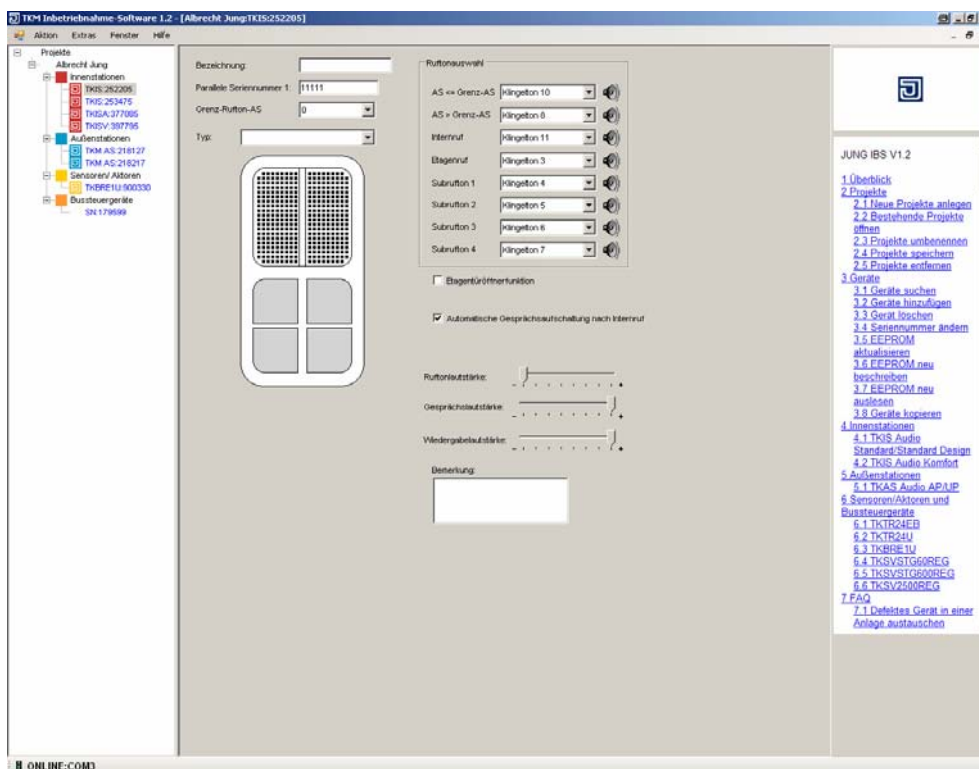 TKM Inbetriebnahme-Software 1.2 - [Albrecht Jung:TKIS:252205]
Aktion Extras Fenster Hilfe
Projekte
Albrecht Jung
Innenstationen
TKIS:252205
TKIS:253475
TKISA:377085
TKISV:397795
Außenstationen
TKM AS:218127
TKM AS:218217
Sensoren/ Aktoren
TKBRE1U:900330
Bussteuergeräte
SN:179599
Bezeichnung:
Parallele Seriennummer 1: 11111
Grenz-Rufton-AS 0
Typ:
Ruftonauswahl
AS <= Grenz-AS Klingelton 10
AS > Grenz-AS Klingelton 8
Internruf Klingelton 11
Etagenruf Klingelton 3
Subrufton 1 Klingelton 4
Subrufton 2 Klingelton 5
Subrufton 3 Klingelton 6
Subrufton 4 Klingelton 7
Etagentüröffnerfunktion
Automatische Gesprächsaufschaltung nach Internruf
Ruftonlautstärke: - +
Gesprächslautstärke: - +
Wiedergabelautstärke: - +
Bemerkung:
JUNG IBS V1.2
1 Überblick
2 Projekte
2.1 Neue Projekte anlegen
2.2 Bestehende Projekte
öffnen
2.3 Projekte umbenennen
2.4 Projekte speichern
2.5 Projekte entfernen
3 Geräte
3.1 Geräte suchen
3.2 Geräte hinzufügen
3.3 Gerät löschen
3.4 Seriennummer ändern
3.5 EEPROM
aktualisieren
3.6 EEPROM neu
beschreiben
3.7 EEPROM neu
auslesen
3.8 Geräte kopieren
4 Innenstationen
4.1 TKIS Audio
Standard/Standard Design
4.2 TKIS Audio Komfort
5 Außenstationen
5.1 TKAS Audio AP/UP
6 Sensoren/Aktoren und
Bussteuergeräte
6.1 TKTR24EB
6.2 TKTR24U
6.3 TKBRE1U
6.4 TKSVSTG60REG
6.5 TKSVSTG600REG
6.6 TKSV2500REG
7 FAQ
7.1 Defektes Gerät in einer
Anlage austauschen
ONLINE:COM3